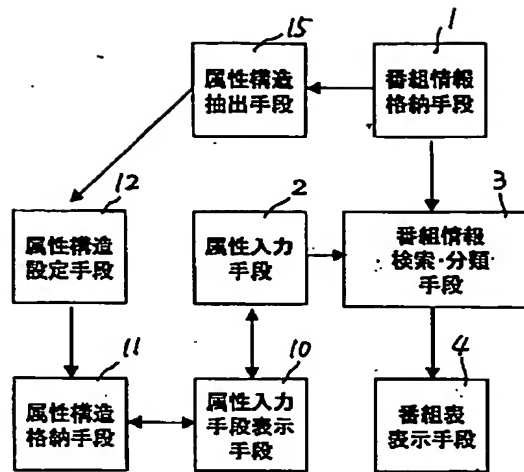 15
1
属性構造
抽出手段
番組情報
格納手段
12
2
3
属性構造
設定手段
属性入力
手段
番組情報
検索・分類
手段
11
10
4
属性構造
格納手段
属性入力
手段表示
手段
番組表
表示手段